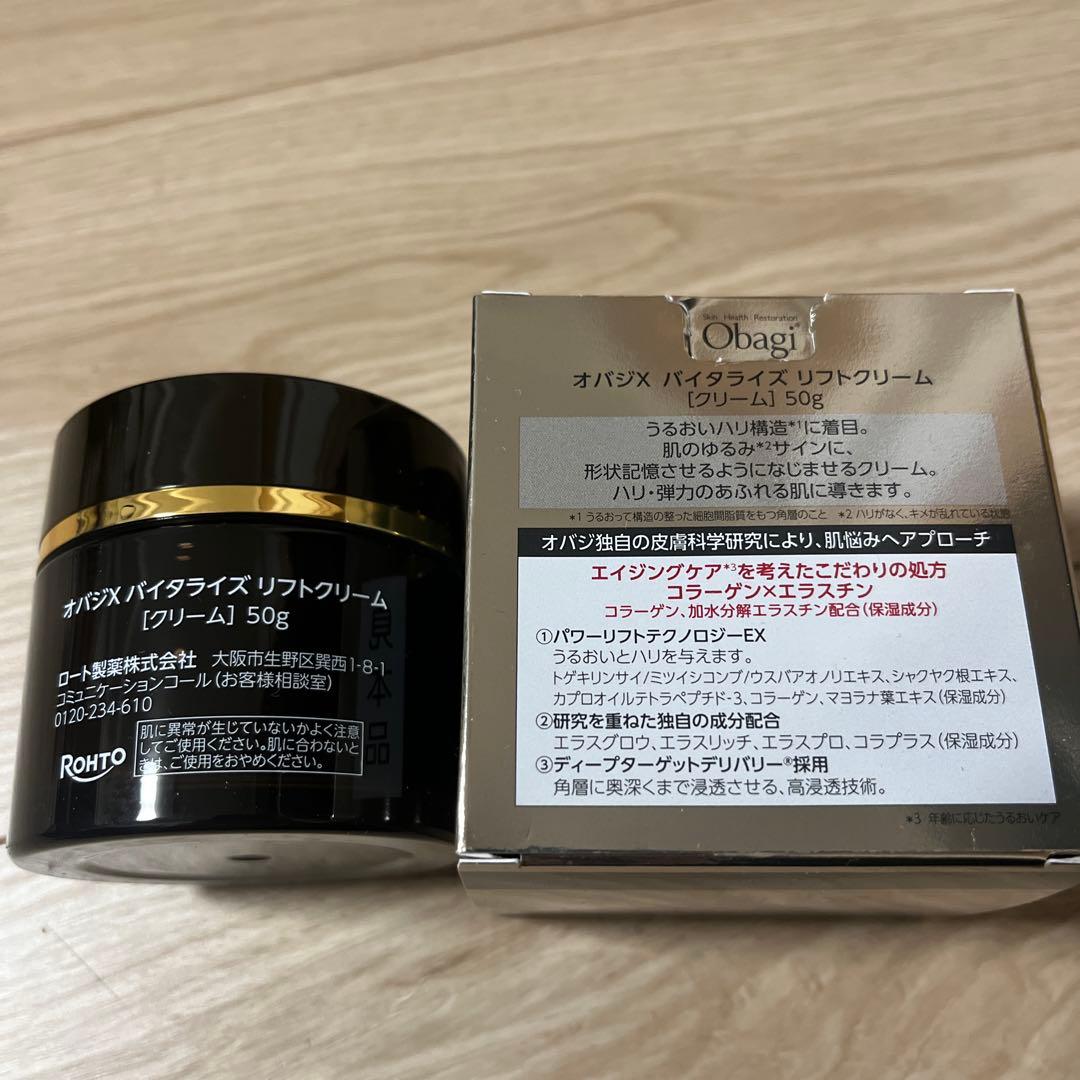 オバジX バイタライズ リフトクリーム
[クリーム] 50g
ロート製薬株式会社 大阪市生野区巽西1-8-1
コミュニケーションコール(お客様相談室)
0120-234-610
肌に異常が生じていないかよく注意
してご使用ください。肌に合わないと
きは、ご使用をおやめください。
ROHTO
見本品
Skin Health Restoration
Obagi®
オバジX バイタライズ リフトクリーム
[クリーム] 50g
うるおいハリ構造*1に着目。
肌のゆるみ*2サインに、
形状記憶させるようになじませるクリーム。
ハリ・弾力のあふれる肌に導きます。
*1 うるおって構造の整った細胞間脂質をもつ角層のこと *2 ハリがなく、キメが乱れている状態
オバジ独自の皮膚科学研究により、肌悩みへアプローチ
エイジングケア*3を考えたこだわりの処方
コラーゲン×エラスチン
コラーゲン、加水分解エラスチン配合(保湿成分)
①パワーリフトテクノロジーEX
うるおいとハリを与えます。
トゲキリンサイ/ミツイシコンブ/ウスバアオノリエキス、シャクヤク根エキス、
カプロオイルテトラペプチド-3、コラーゲン、マヨラナ葉エキス(保湿成分)
②研究を重ねた独自の成分配合
エラスグロウ、エラスリッチ、エラスプロ、コラプラス(保湿成分)
③ディープターゲットデリバリー®採用
角層に奥深くまで浸透させる、高浸透技術。
*3 年齢に応じたうるおいケア